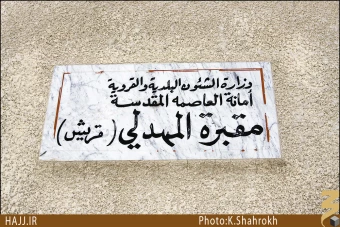 وزارة الشئون البلدية والقروية
أمانة العاصمة المقدسة
مقبرة المهدلي (قريش)
HAJJ.IR
Photo:K.Shahrokh